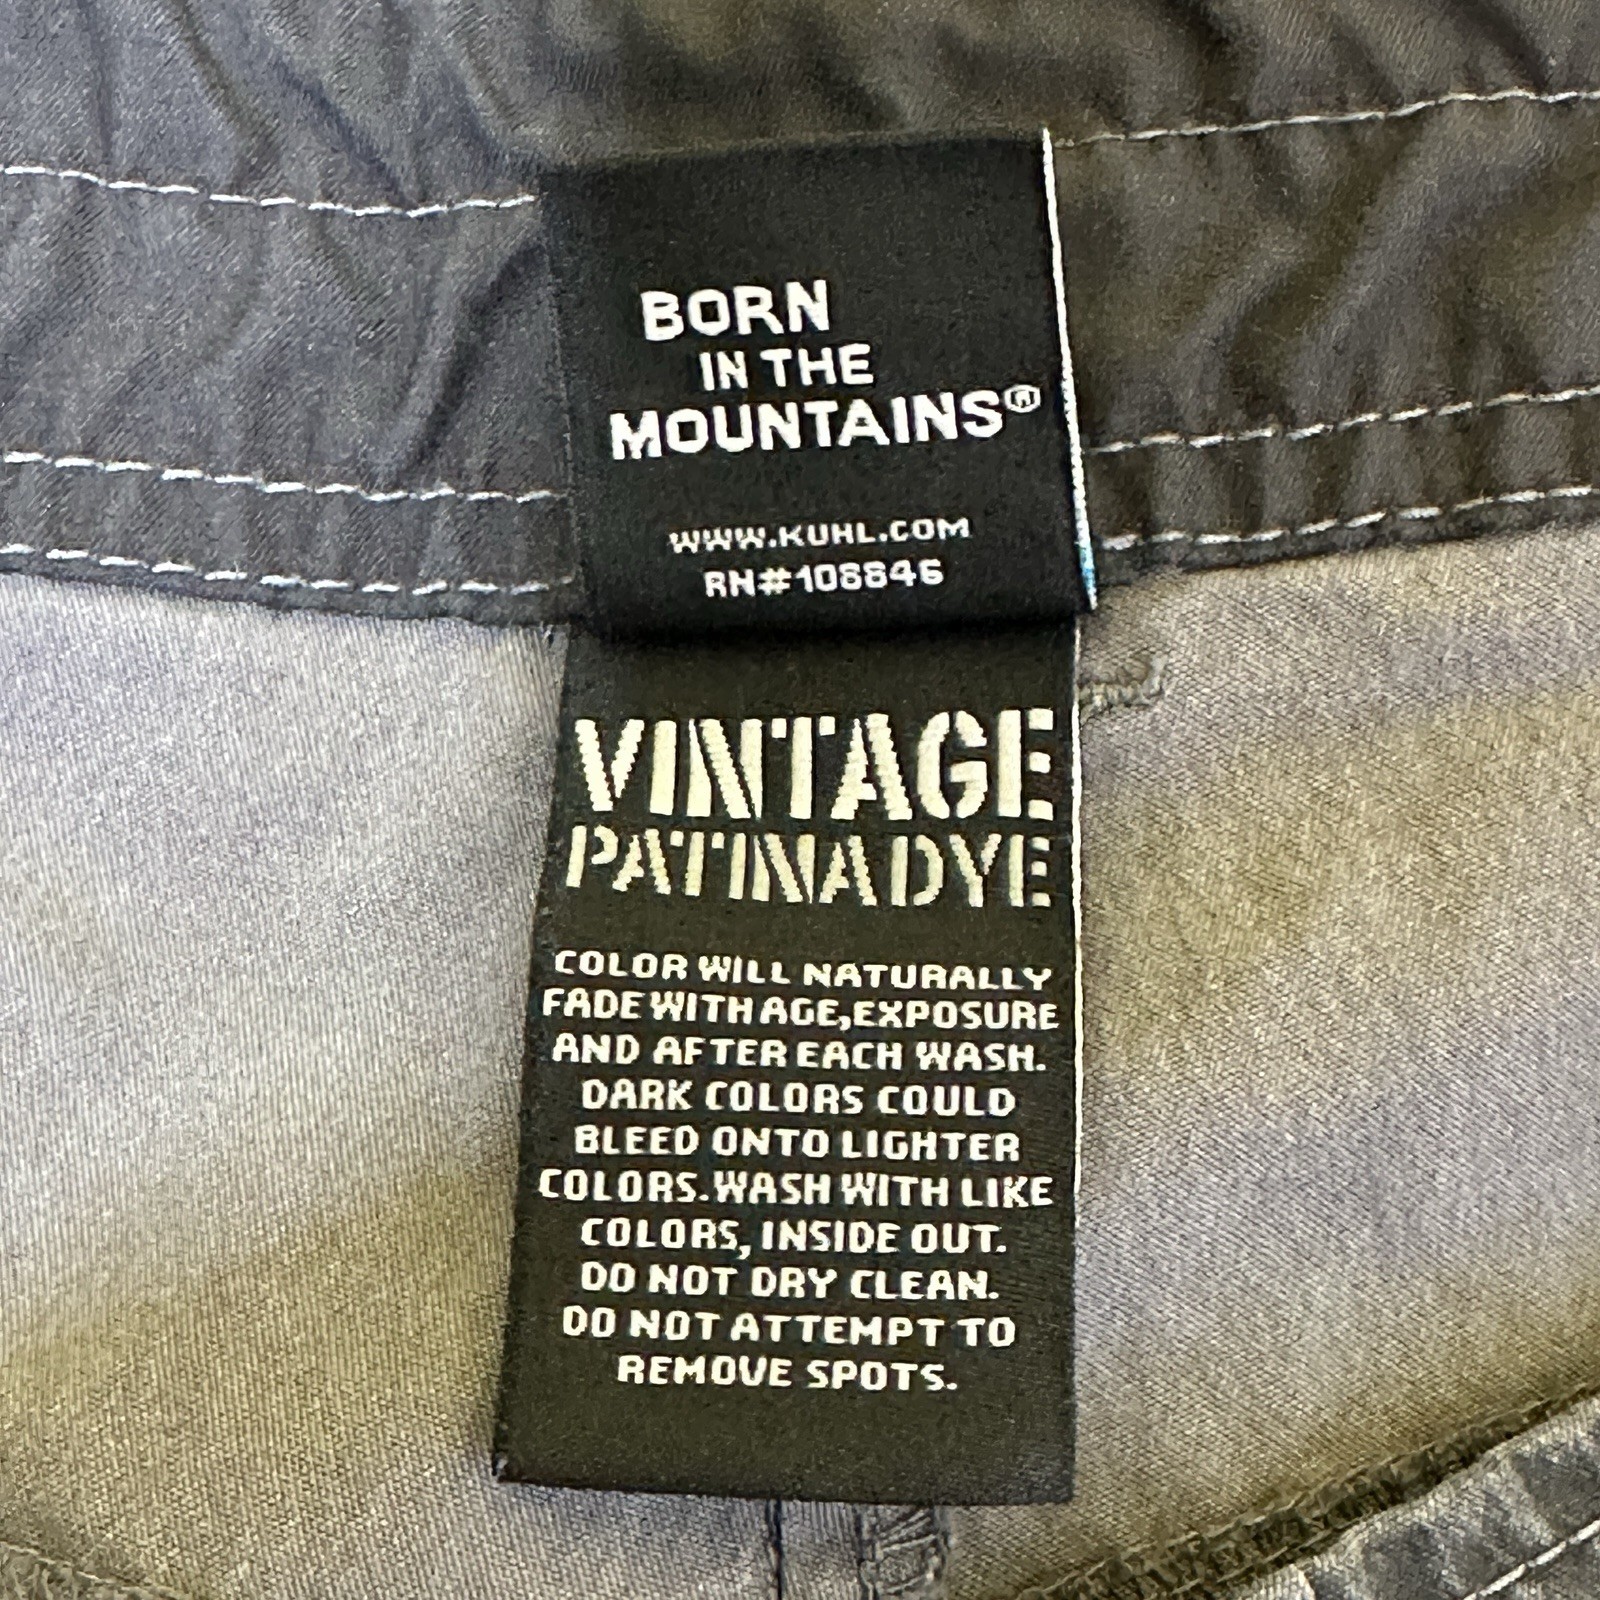 BORN
IN THE
MOUNTAINS®
WWW.KUHL.COM
RN#108846
VINTAGE
PATINA DYE
COLOR WILL NATURALLY
FADE WITH AGE, EXPOSURE
AND AFTER EACH WASH.
DARK COLORS COULD
BLEED ONTO LIGHTER
COLORS. WASH WITH LIKE
COLORS, INSIDE OUT.
DO NOT DRY CLEAN.
DO NOT ATTEMPT TO
REMOVE SPOTS.